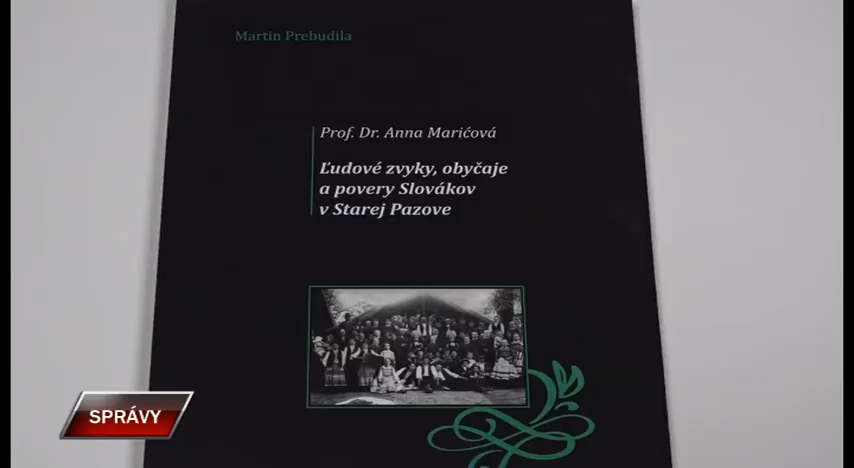 Martin Prebudila
Prof. Dr. Anna Marićová
Ľudové zvyky, obyčaje
a povery Slovákov
v Starej Pazove
SPRÁVY